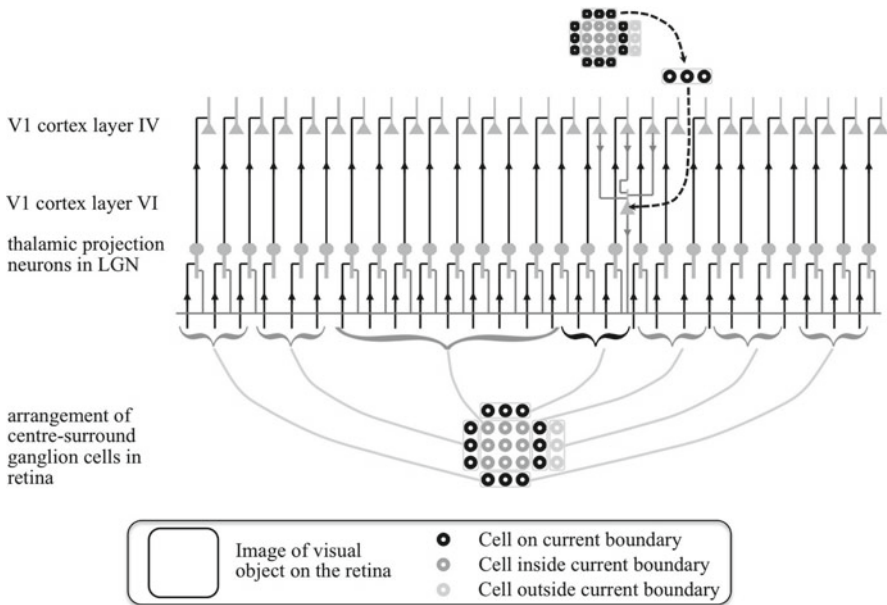 V1 cortex layer IV
V1 cortex layer VI
thalamic projection
neurons in LGN
arrangement of
centre-surround
ganglion cells in
retina
Image of visual
object on the retina
Cell on current boundary
Cell inside current boundary
Cell outside current boundary